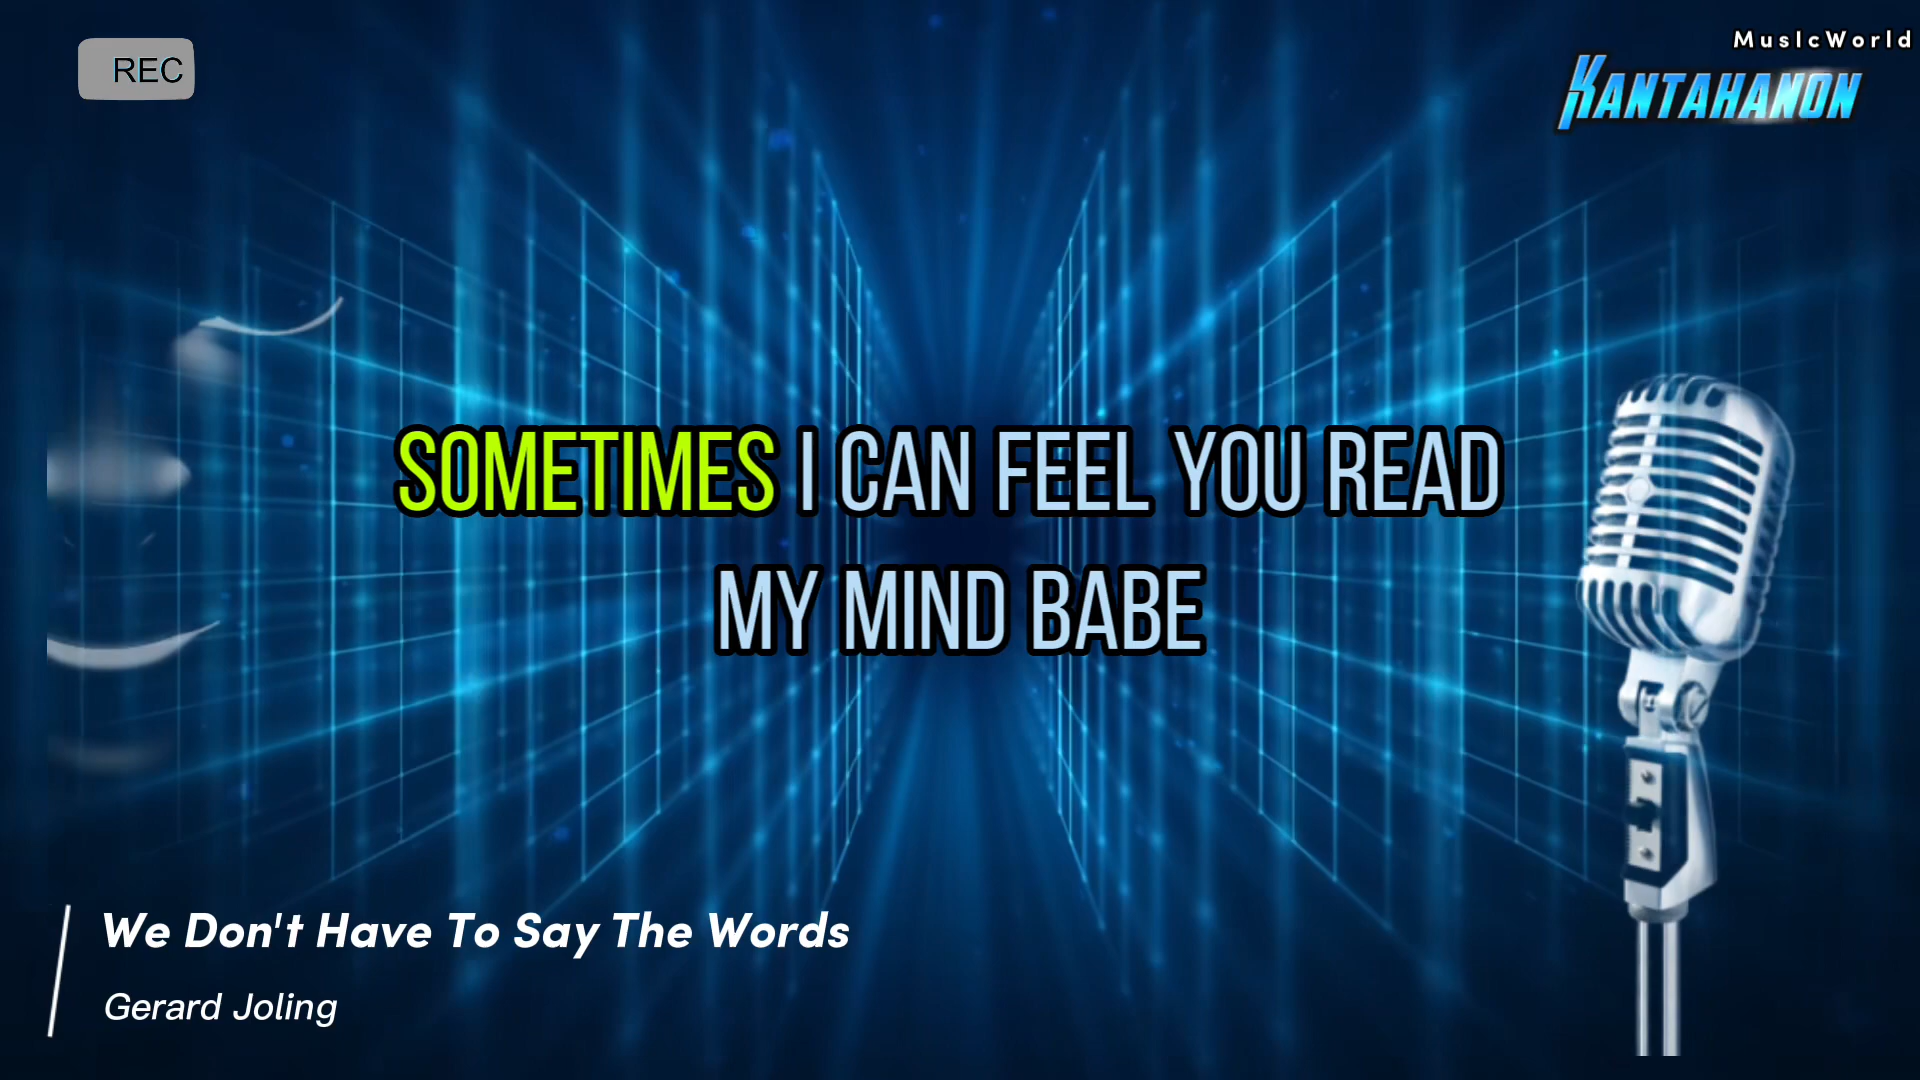 REC
MusIcWorld
KANTAHANON
SOMETIMES I CAN FEEL YOU READ
MY MIND BABE
We Don't Have To Say The Words
Gerard Joling